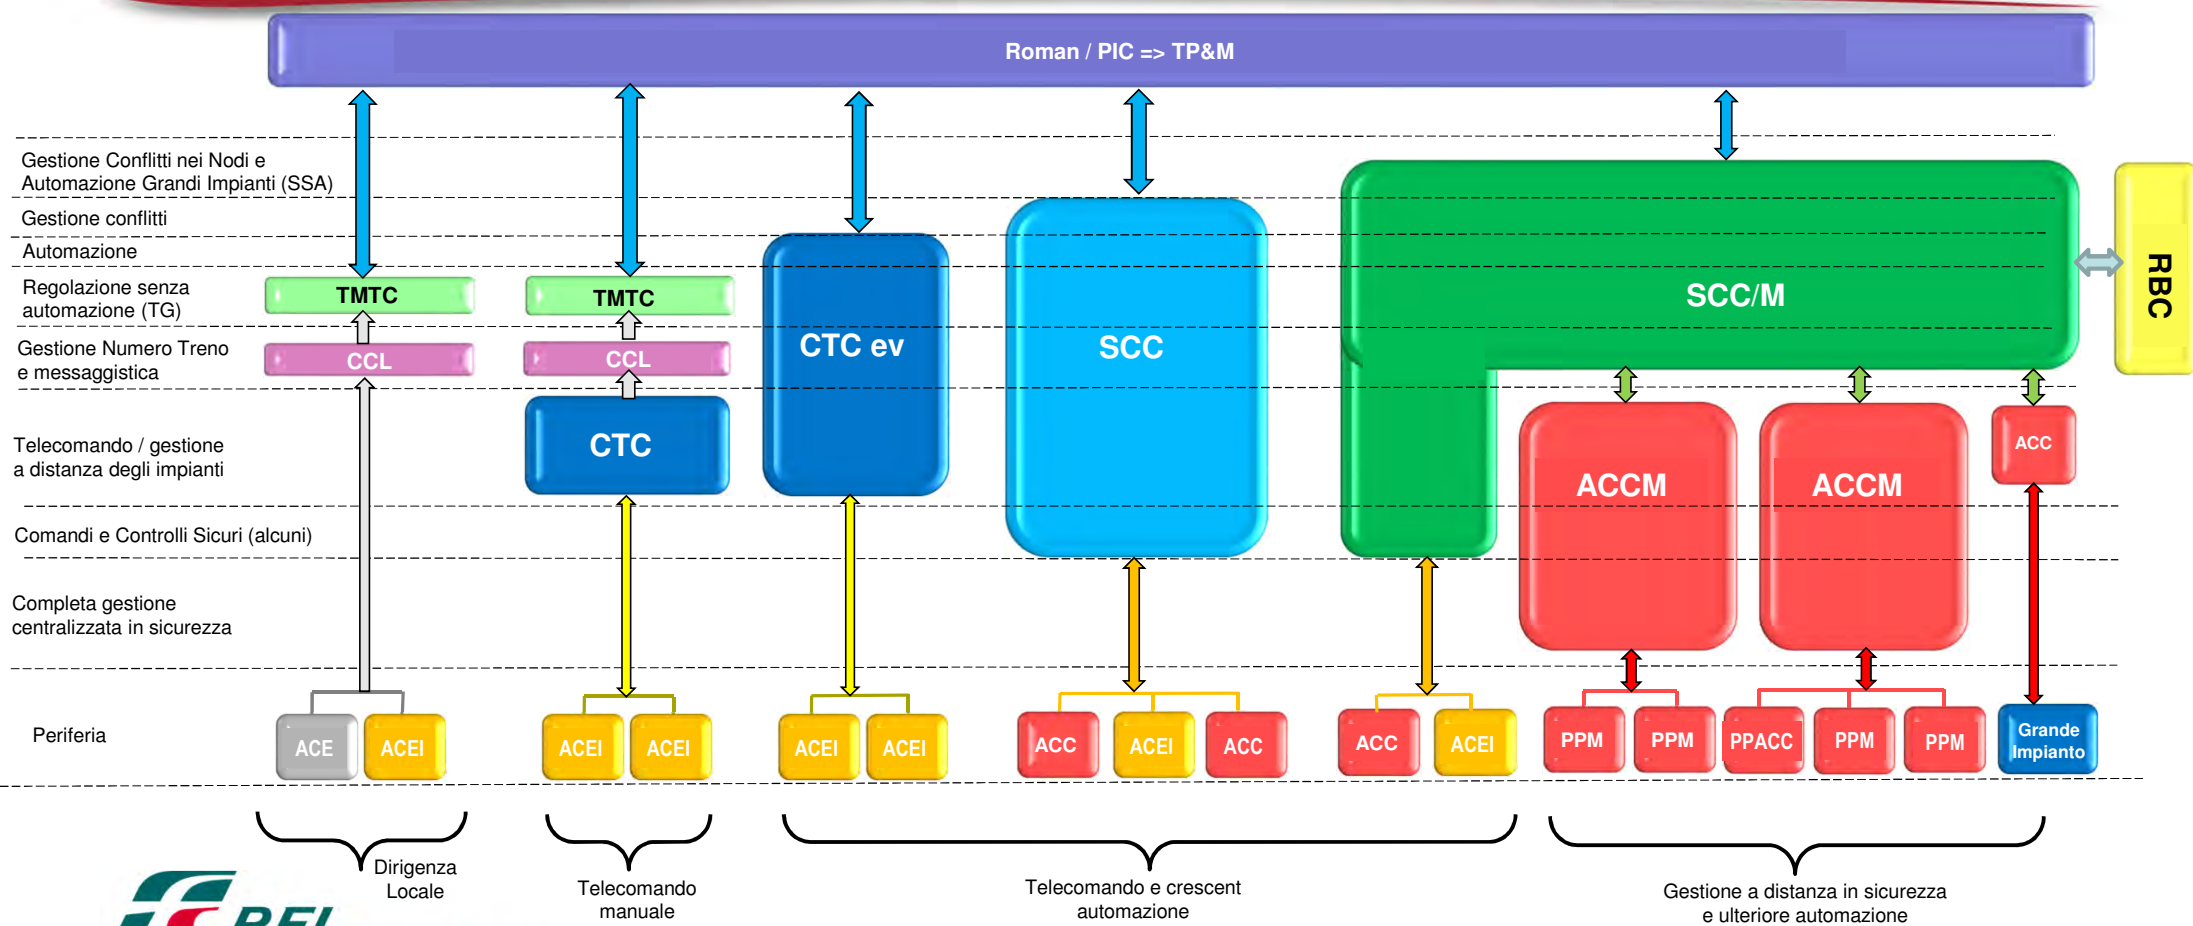 Roman / PIC => TP&M
Gestione Conflitti nei Nodi e
Automazione Grandi Impianti (SSA)
Gestione conflitti
Automazione
Regolazione senza
automazione (TG)
Gestione Numero Treno
e messaggistica
Telecomando / gestione
a distanza degli impianti
Comandi e Controlli Sicuri (alcuni)
Completa gestione
centralizzata in sicurezza
Periferia
TMTC
CCL
TMTC
CCL
CTC
CTC ev
SCC
SCC/M
RBC
ACCM
ACCM
ACC
ACE
ACEI
ACEI
ACEI
ACEI
ACEI
ACC
ACEI
ACC
ACC
ACEI
PPM
PPM
PPACC
PPM
PPM
Grande
Impianto
Dirigenza
Locale
Telecomando
manuale
Telecomando e crescent
automazione
Gestione a distanza in sicurezza
e ulteriore automazione
RFI